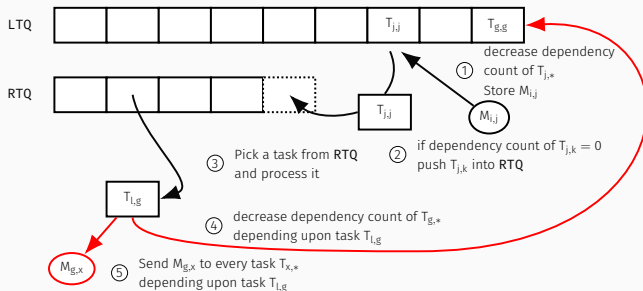 LTQ
T_{j,j}
T_{g,g}
① decrease dependency
count of T_{j,*}
Store M_{i,j}
RTQ
T_{j,j}
M_{i,j}
② if dependency count of T_{j,k} = 0
push T_{j,k} into RTQ
③ Pick a task from RTQ
and process it
T_{l,g}
④ decrease dependency count of T_{g,*}
depending upon task T_{l,g}
M_{g,x}
⑤ Send M_{g,x} to every task T_{x,*}
depending upon task T_{l,g}